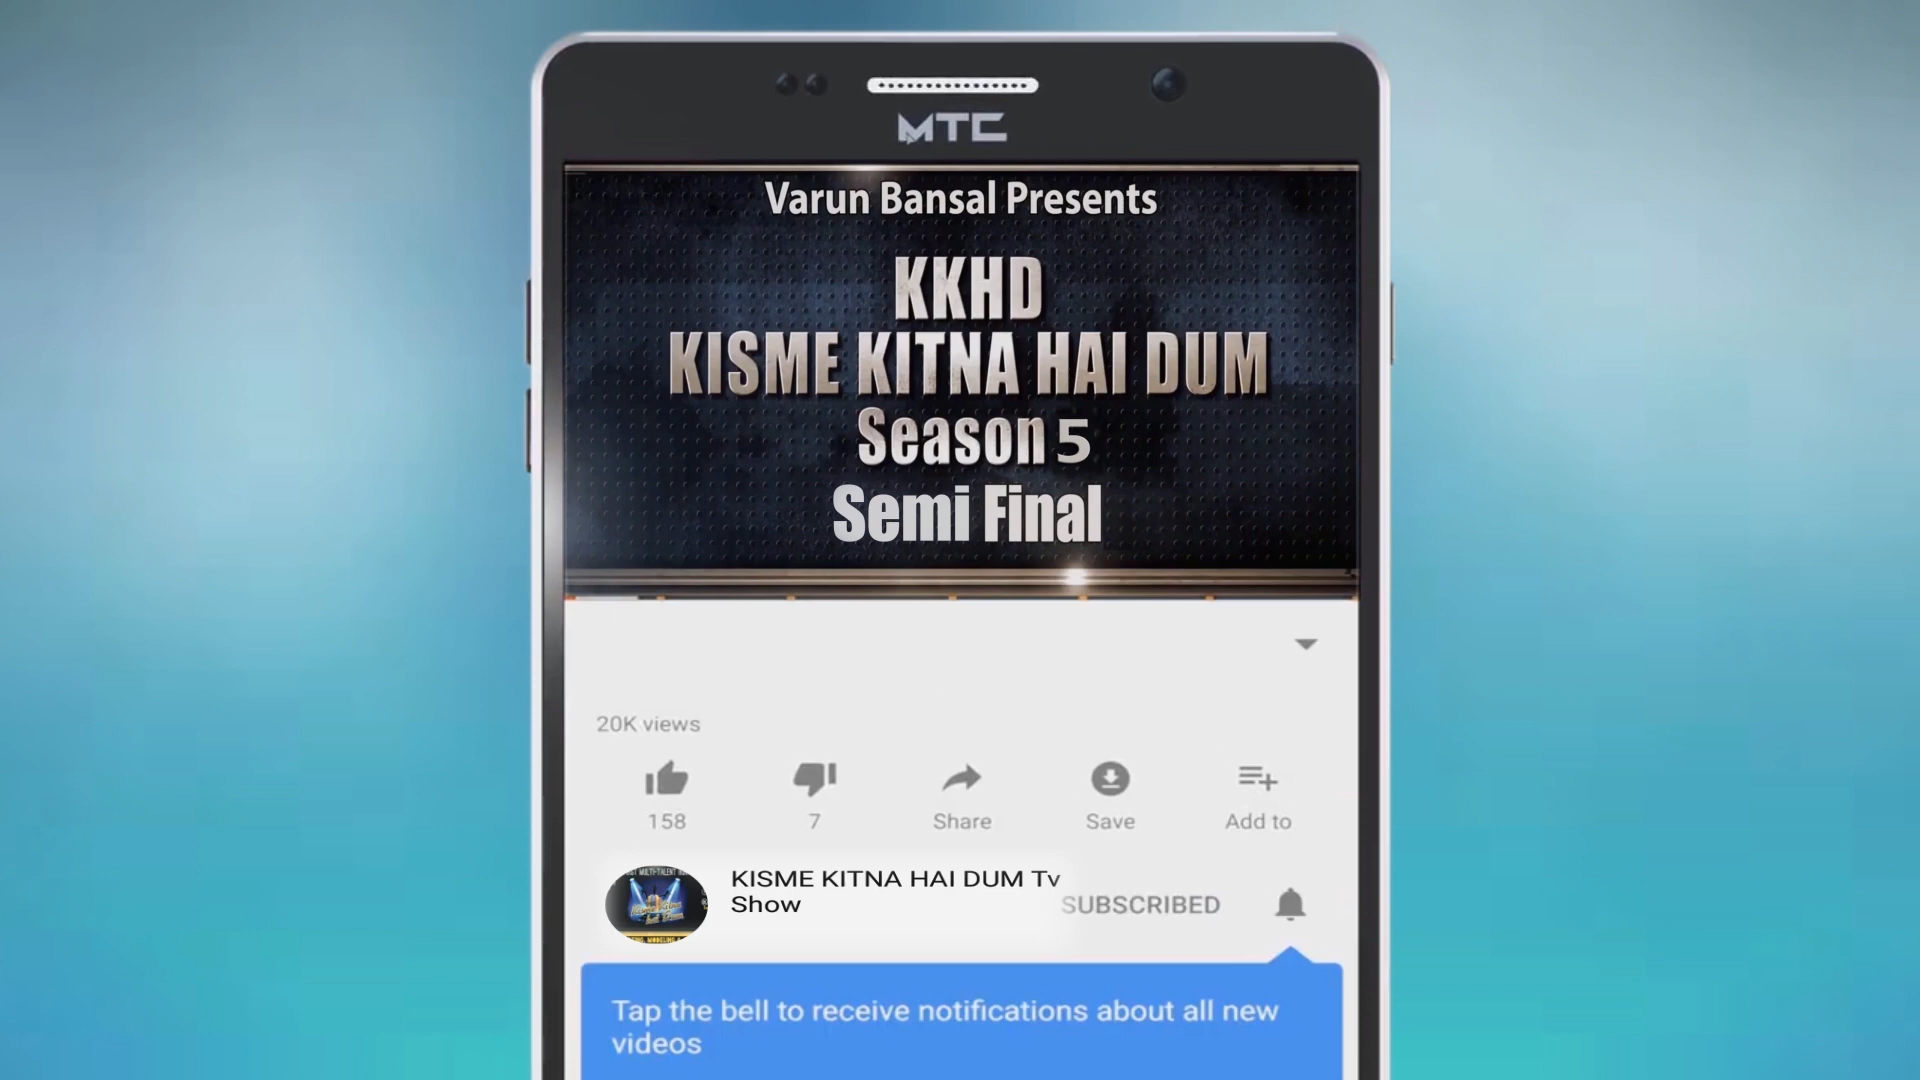 MTC
Varun Bansal Presents
KKHD
KISME KITNA HAI DUM
Season 5
Semi Final
20K views
158
7
Share
Save
Add to
KISME KITNA HAI DUM Tv
Show
SUBSCRIBED
Tap the bell to receive notifications about all new
videos